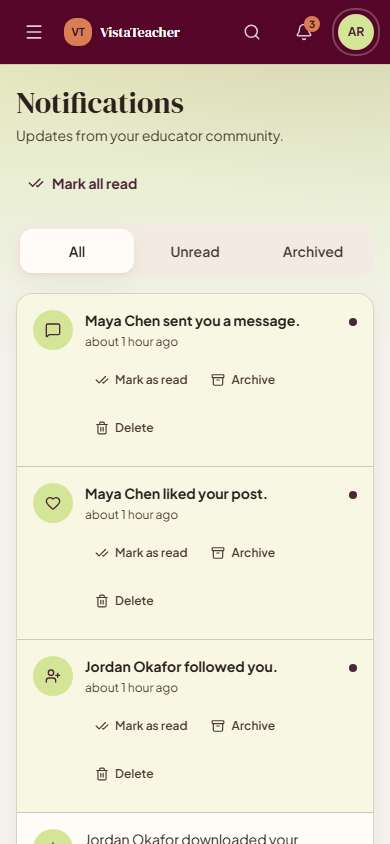 VT VistaTeacher 3 AR
Notifications
Updates from your educator community.
Mark all read
All Unread Archived
Maya Chen sent you a message.
about 1 hour ago
Mark as read Archive
Delete
Maya Chen liked your post.
about 1 hour ago
Mark as read Archive
Delete
Jordan Okafor followed you.
about 1 hour ago
Mark as read Archive
Delete
Jordan Okafor downloaded your